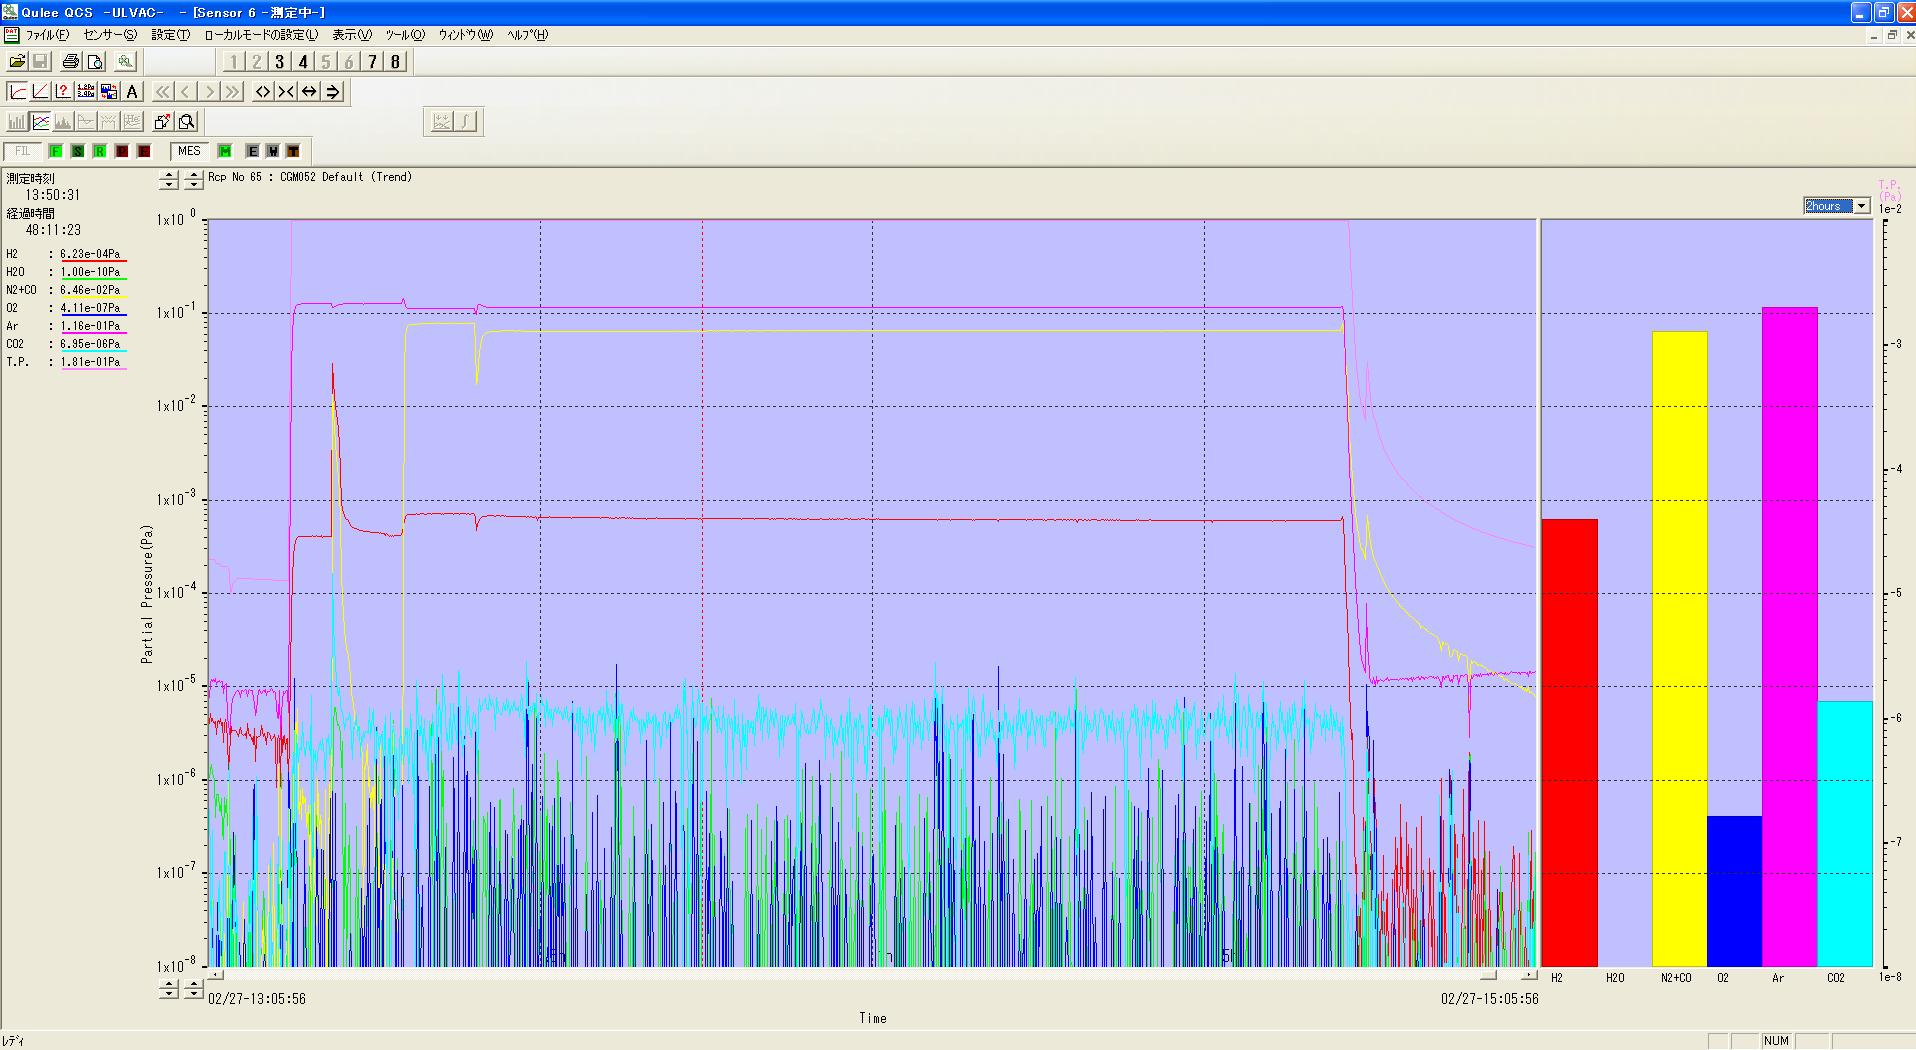 Qulee QCS  -ULVAC-   - [Sensor 6 -測定中-]
ファイル(F)  センサー(S)  設定(T)  ローカルモードの設定(L)  表示(V)  ツール(O)  ウィンドウ(W)  ヘルプ(H)
1 2 3 4 5 6 7 8
A
FIL F S R P F MES M E W T
測定時刻
13:50:31
経過時間
48:11:23
H2 : 6.23e-04Pa
H2O : 1.00e-10Pa
N2+CO : 6.46e-02Pa
O2 : 4.11e-07Pa
Ar : 1.16e-01Pa
CO2 : 6.95e-06Pa
T.P. : 1.81e-01Pa
Rcp No 65 : CGM052 Default (Trend)
2hours
T.P.
(Pa)
1e-2
-3
-4
-5
-6
-7
1e-8
1x10 0
1x10 -1
1x10 -2
1x10 -3
1x10 -4
1x10 -5
1x10 -6
1x10 -7
1x10 -8
Partial Pressure(Pa)
H2 H2O N2+CO O2 Ar CO2
02/27-13:05:56
02/27-15:05:56
Time
レディ
NUM